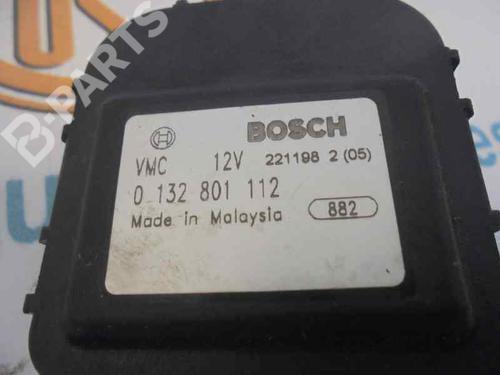 B-PARTS
BOSCH
VMC 12V 221198 2 (05)
0 132 801 112
Made in Malaysia 882